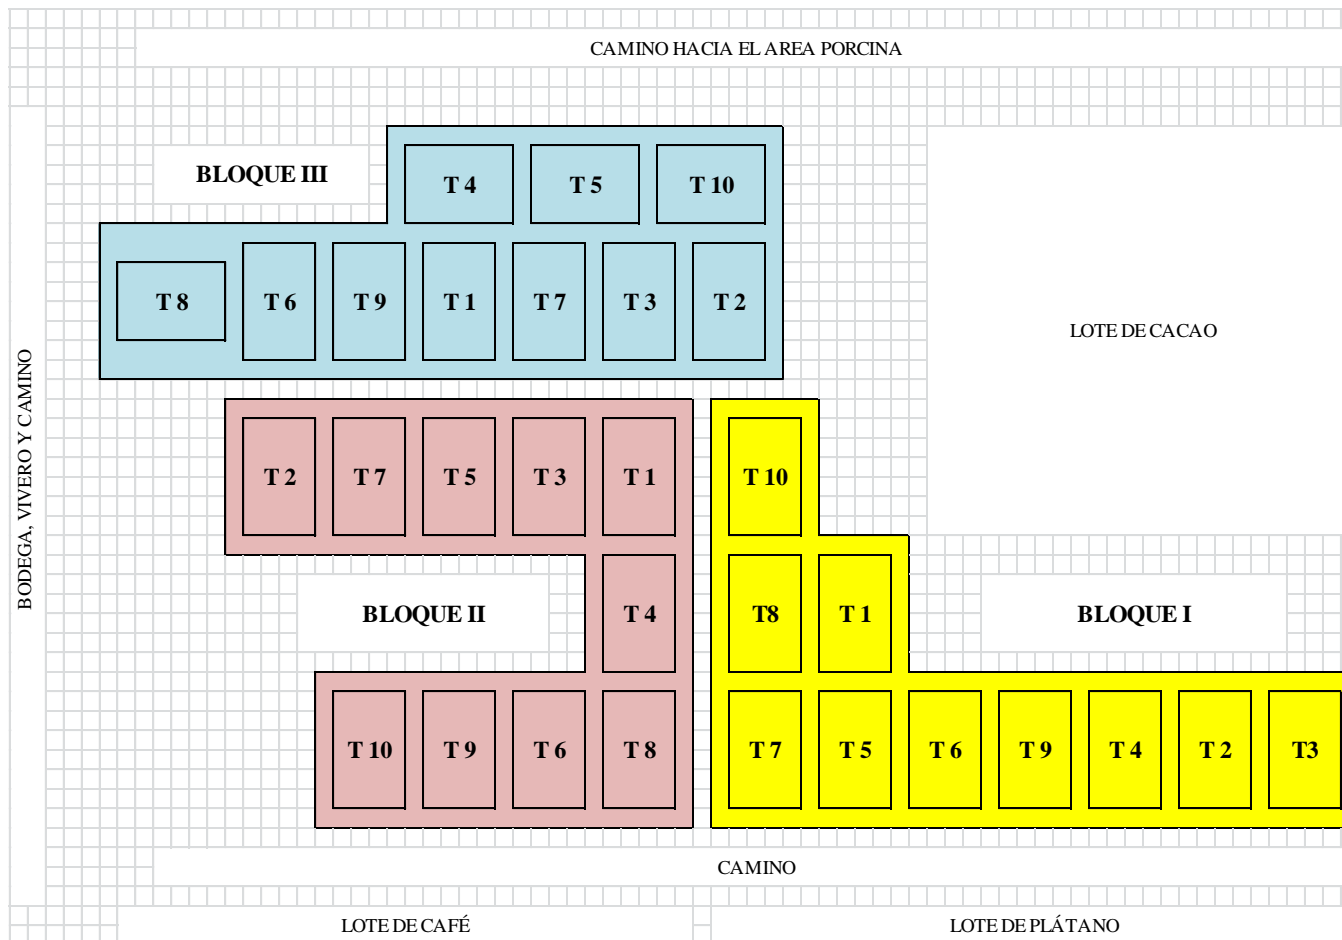 CAMINO HACIA EL AREA PORCINA
BLOQUE III
T 4 T 5 T 10
T 8 T 6 T 9 T 1 T 7 T 3 T 2
LOTE DE CACAO
BODEGA, VIVERO Y CAMINO
T 2 T 7 T 5 T 3 T 1 T 10
BLOQUE II
T 4 T8 T 1
BLOQUE I
T 10 T 9 T 6 T 8 T 7 T 5 T 6 T 9 T 4 T 2 T3
CAMINO
LOTE DE CAFÉ
LOTE DE PLÁTANO